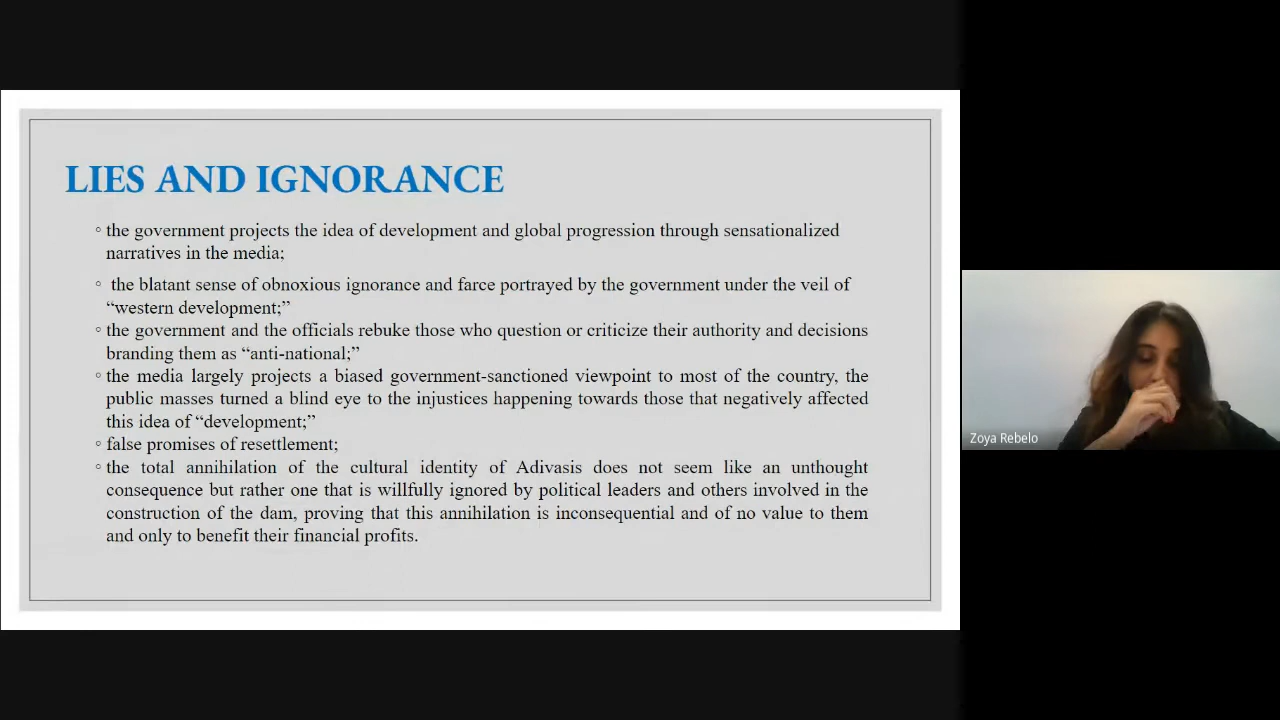 LIES AND IGNORANCE
◦ the government projects the idea of development and global progression through sensationalized
narratives in the media;
◦ the blatant sense of obnoxious ignorance and farce portrayed by the government under the veil of
“western development;”
◦ the government and the officials rebuke those who question or criticize their authority and decisions
branding them as “anti-national;”
◦ the media largely projects a biased government-sanctioned viewpoint to most of the country, the
public masses turned a blind eye to the injustices happening towards those that negatively affected
this idea of “development;”
◦ false promises of resettlement;
◦ the total annihilation of the cultural identity of Adivasis does not seem like an unthought
consequence but rather one that is willfully ignored by political leaders and others involved in the
construction of the dam, proving that this annihilation is inconsequential and of no value to them
and only to benefit their financial profits.
Zoya Rebelo